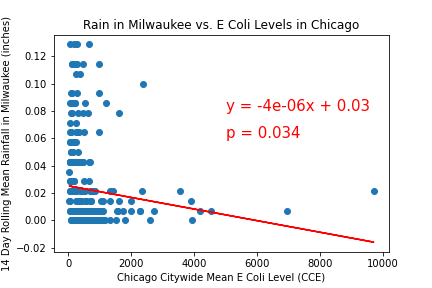 Rain in Milwaukee vs. E Coli Levels in Chicago
14 Day Rolling Mean Rainfall in Milwaukee (inches)
0.12
0.10
0.08
0.06
0.04
0.02
0.00
−0.02
y = -4e-06x + 0.03
p = 0.034
0 2000 4000 6000 8000 10000
Chicago Citywide Mean E Coli Level (CCE)